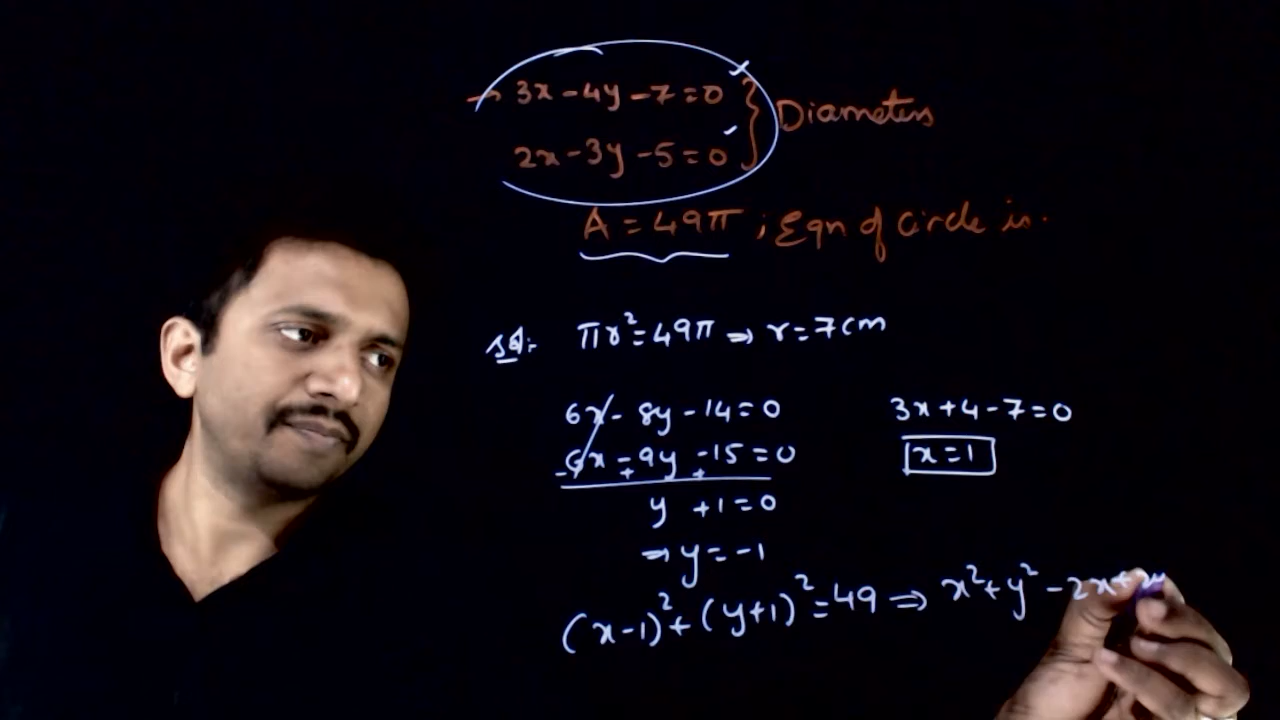 3x-4y-7=0
2x-3y-5=0 } Diameters
A=49π ; Eqn of circle is.
Sol: πr²=49π ⇒ r=7cm
6x-8y-14=0
-6x-9y-15=0
+ +
y +1=0
⇒ y=-1
3x+4-7=0
x=1
(x-1)²+(y+1)²=49 ⇒ x²+y²-2x+2y